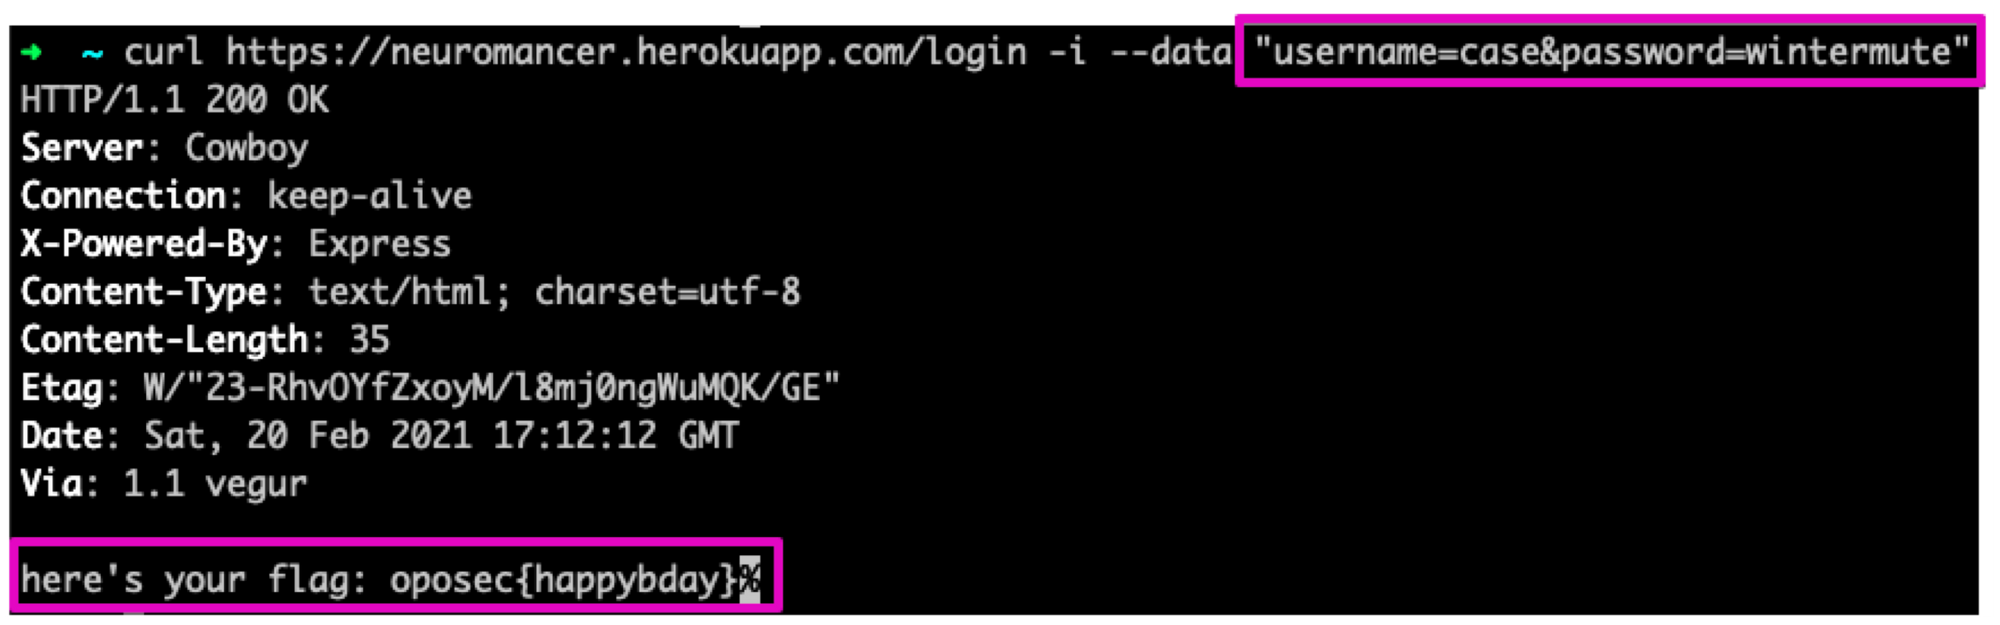 ➜ ~ curl https://neuromancer.herokuapp.com/login -i --data "username=case&password=wintermute"
HTTP/1.1 200 OK
Server: Cowboy
Connection: keep-alive
X-Powered-By: Express
Content-Type: text/html; charset=utf-8
Content-Length: 35
Etag: W/"23-RhvOYfZxoyM/l8mj0ngWuMQK/GE"
Date: Sat, 20 Feb 2021 17:12:12 GMT
Via: 1.1 vegur
here's your flag: oposec{happybday}%